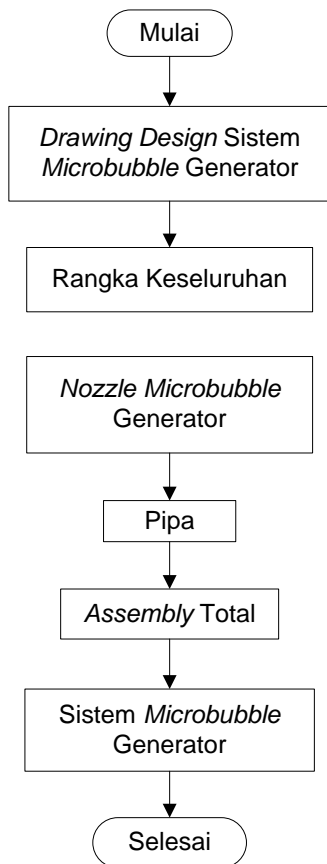 Mulai
Drawing Design Sistem
Microbubble Generator
Rangka Keseluruhan
Nozzle Microbubble
Generator
Pipa
Assembly Total
Sistem Microbubble
Generator
Selesai